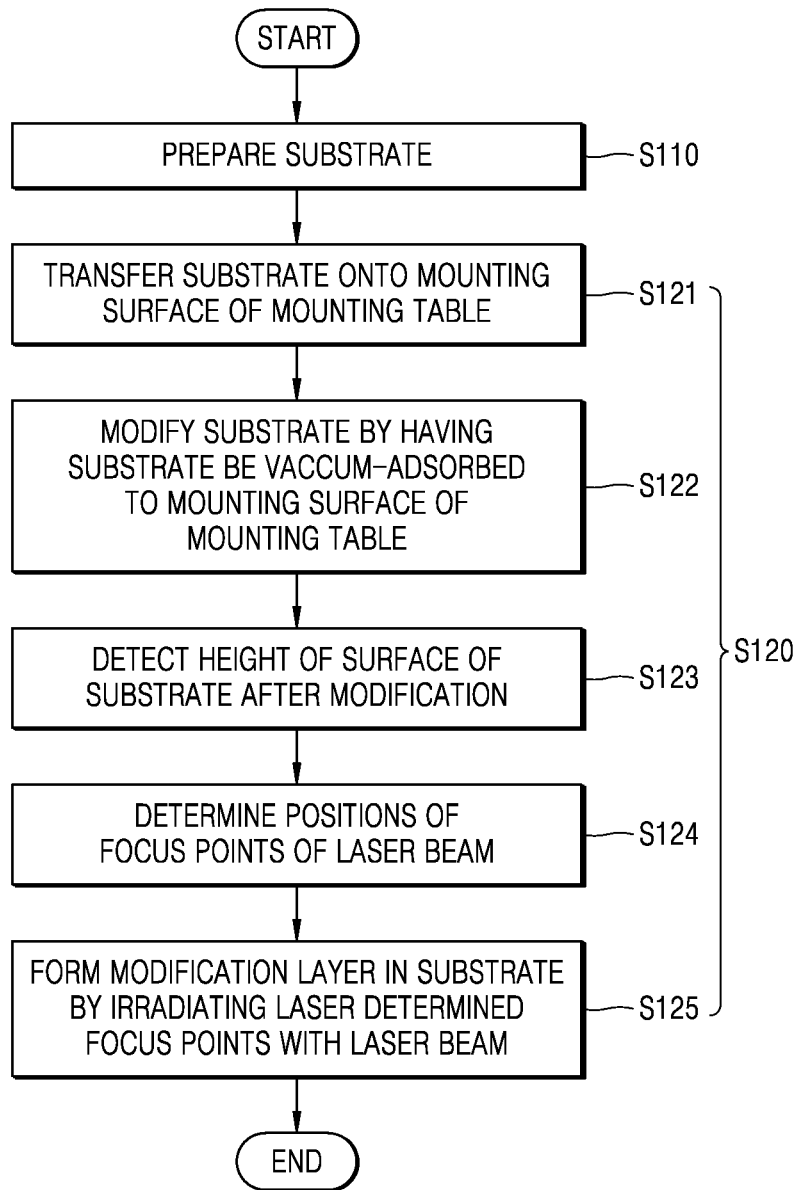 START
PREPARE SUBSTRATE
S110
TRANSFER SUBSTRATE ONTO MOUNTING
SURFACE OF MOUNTING TABLE
S121
MODIFY SUBSTRATE BY HAVING
SUBSTRATE BE VACCUM-ADSORBED
TO MOUNTING SURFACE OF
MOUNTING TABLE
S122
DETECT HEIGHT OF SURFACE OF
SUBSTRATE AFTER MODIFICATION
S123
S120
DETERMINE POSITIONS OF
FOCUS POINTS OF LASER BEAM
S124
FORM MODIFICATION LAYER IN SUBSTRATE
BY IRRADIATING LASER DETERMINED
FOCUS POINTS WITH LASER BEAM
S125
END